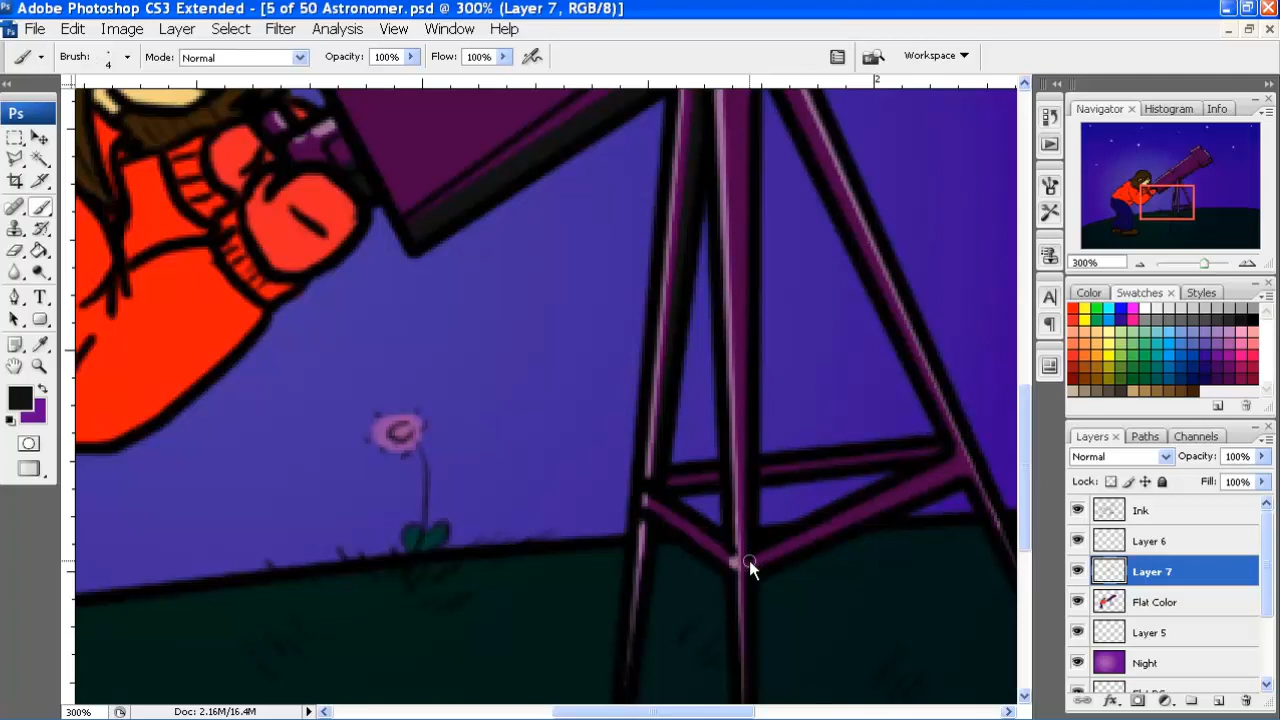 Adobe Photoshop CS3 Extended - [5 of 50 Astronomer.psd @ 300% (Layer 7, RGB/8)]
File Edit Image Layer Select Filter Analysis View Window Help
Brush: 4 Mode: Normal Opacity: 100% Flow: 100% Workspace
2
Ps
Navigator Histogram Info
300%
Color Swatches Styles
Layers Paths Channels
Normal Opacity: 100%
Lock: Fill: 100%
Ink
Layer 6
Layer 7
Flat Color
Layer 5
Night
300% Doc: 2.16M/16.4M